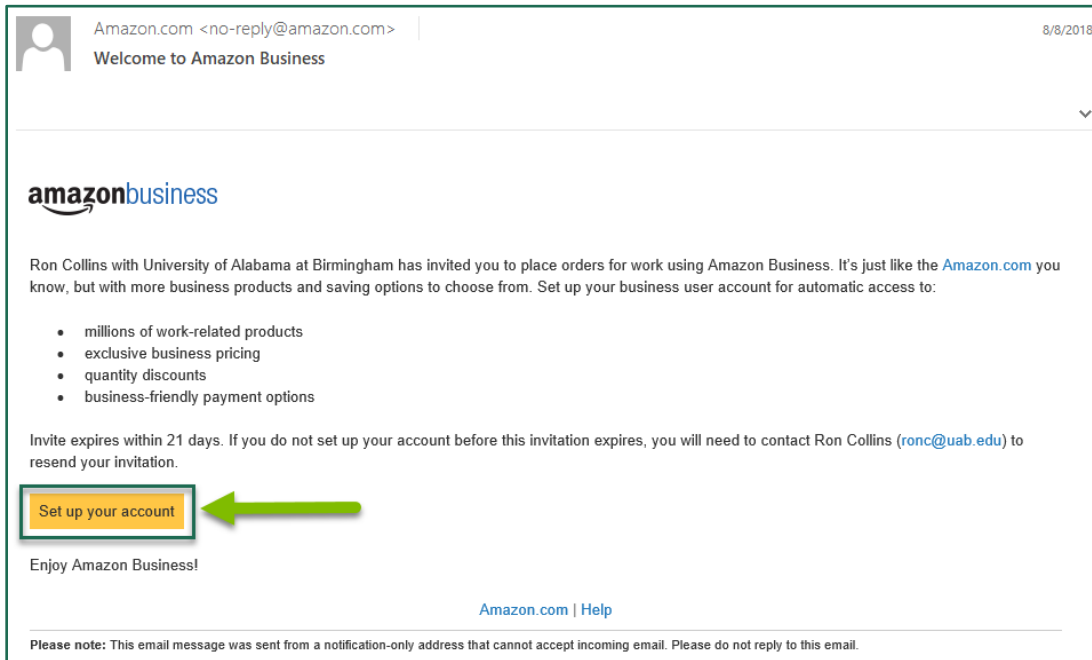 Amazon.com <no-reply@amazon.com>
8/8/2018
Welcome to Amazon Business
amazonbusiness
Ron Collins with University of Alabama at Birmingham has invited you to place orders for work using Amazon Business. It's just like the Amazon.com you
know, but with more business products and saving options to choose from. Set up your business user account for automatic access to:
• millions of work-related products
• exclusive business pricing
• quantity discounts
• business-friendly payment options
Invite expires within 21 days. If you do not set up your account before this invitation expires, you will need to contact Ron Collins (ronc@uab.edu) to
resend your invitation.
Set up your account
Enjoy Amazon Business!
Amazon.com | Help
Please note: This email message was sent from a notification-only address that cannot accept incoming email. Please do not reply to this email.